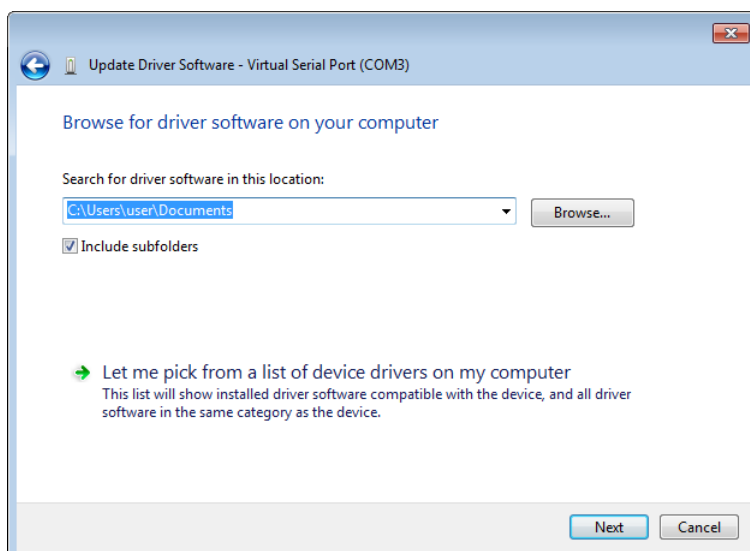 Update Driver Software - Virtual Serial Port (COM3)
Browse for driver software on your computer
Search for driver software in this location:
C:\Users\user\Documents
Browse...
Include subfolders
Let me pick from a list of device drivers on my computer
This list will show installed driver software compatible with the device, and all driver
software in the same category as the device.
Next
Cancel